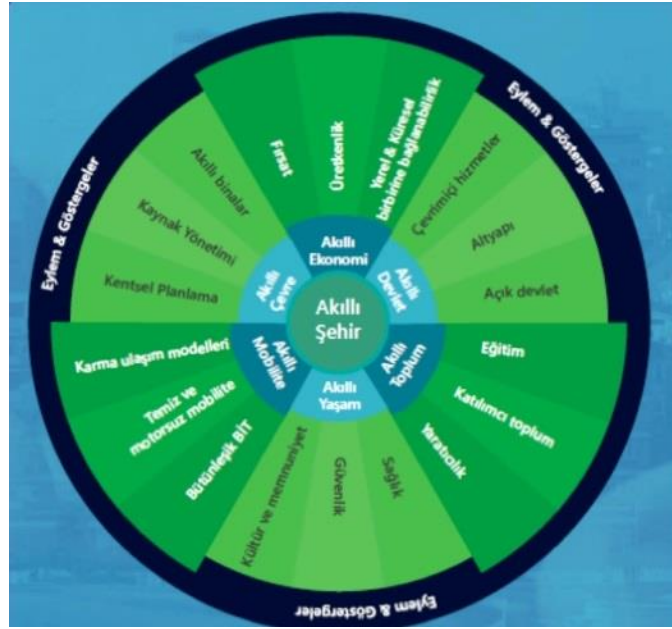 Eylem & Göstergeler
Eylem & Göstergeler
Eylem & Göstergeler
Fırsat
Üretkenlik
Yerel & Küresel
birbirine bağlanabilirlik
Çevrimiçi hizmetler
Altyapı
Açık devlet
Eğitim
Katılımcı toplum
Yaratıcılık
Sağlık
Güvenlik
Kültür ve memnuniyet
Bütünleşik BİT
Temiz ve
motorsuz mobilite
Karma ulaşım modelleri
Kentsel Planlama
Kaynak Yönetimi
Akıllı binalar
Akıllı
Ekonomi
Akıllı
Devlet
Akıllı
Toplum
Akıllı
Yaşam
Akıllı
Mobilite
Akıllı
Çevre
Akıllı
Şehir